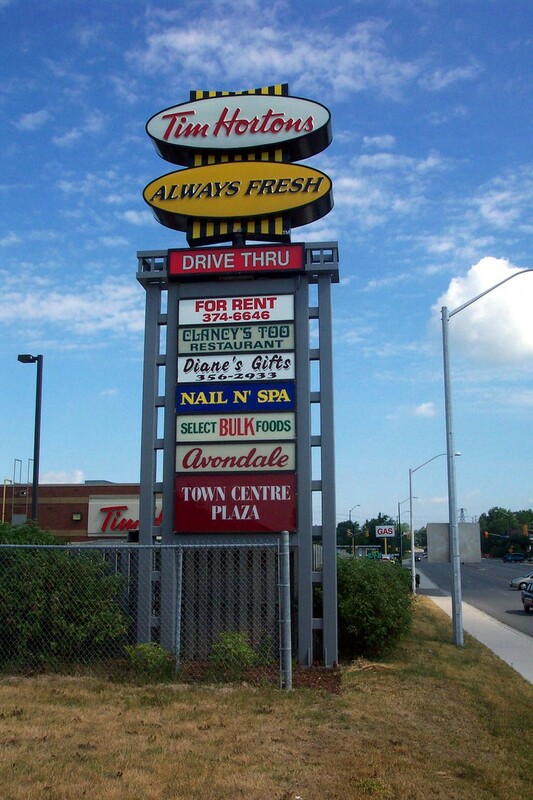 Tim Hortons
ALWAYS FRESH
TM
DRIVE THRU
FOR RENT
374-6646
CLANCY'S TOO
RESTAURANT
Diane's Gifts
356-2933
NAIL N' SPA
SELECT BULK FOODS
Avondale
TOWN CENTRE
PLAZA
GAS